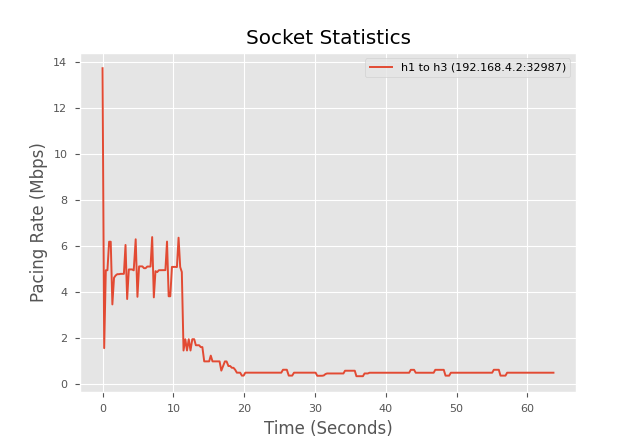 Socket Statistics
h1 to h3 (192.168.4.2:32987)
Pacing Rate (Mbps)
14
12
10
8
6
4
2
0
0 10 20 30 40 50 60
Time (Seconds)